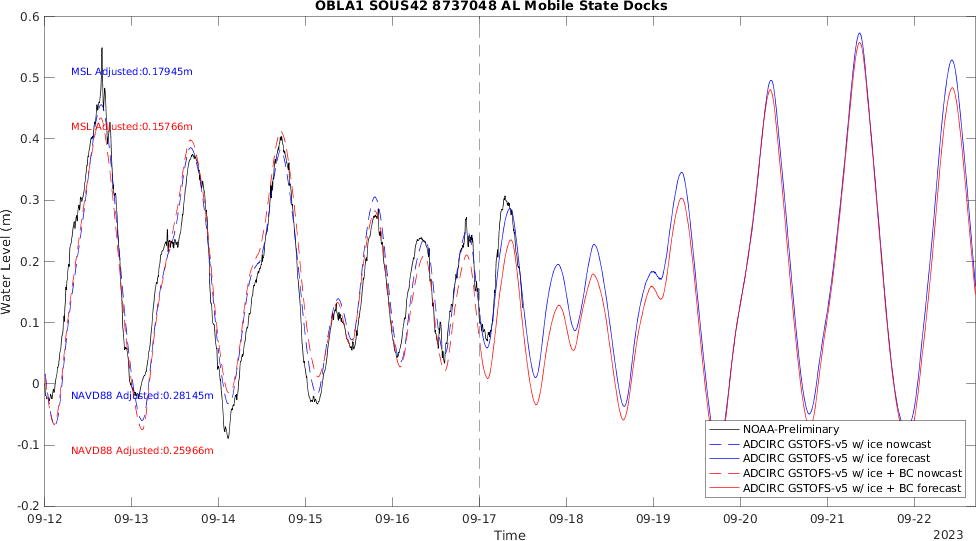 OBLA1 SOUS42 8737048 AL Mobile State Docks
0.6
0.5
0.4
0.3
0.2
0.1
0
-0.1
-0.2
Water Level (m)
MSL Adjusted:0.17945m
MSL Adjusted:0.15766m
NAVD88 Adjusted:0.28145m
NAVD88 Adjusted:0.25966m
NOAA-Preliminary
ADCIRC GSTOFS-v5 w/ ice nowcast
ADCIRC GSTOFS-v5 w/ ice forecast
ADCIRC GSTOFS-v5 w/ ice + BC nowcast
ADCIRC GSTOFS-v5 w/ ice + BC forecast
09-12 09-13 09-14 09-15 09-16 09-17 09-18 09-19 09-20 09-21 09-22
Time
2023